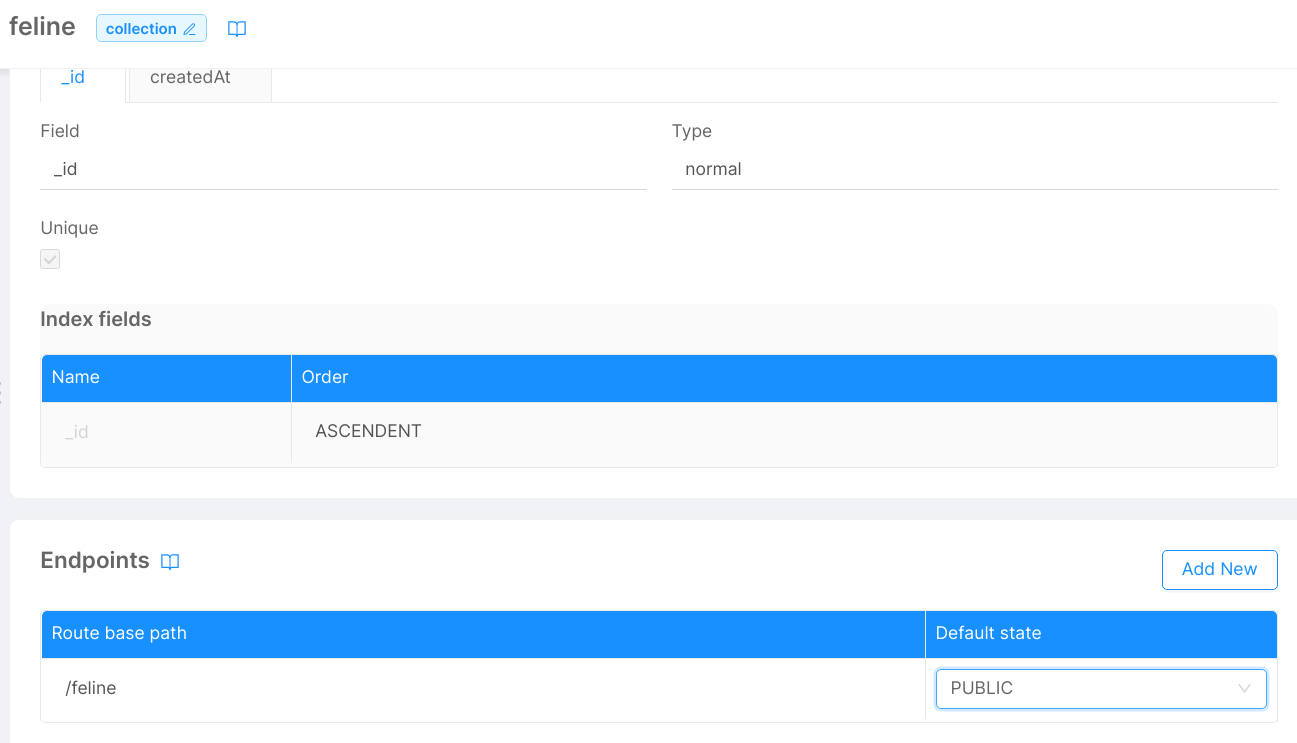 feline collection
_id createdAt
Field Type
_id normal
Unique
Index fields
Name Order
_id ASCENDENT
Endpoints
Add New
Route base path Default state
/feline PUBLIC